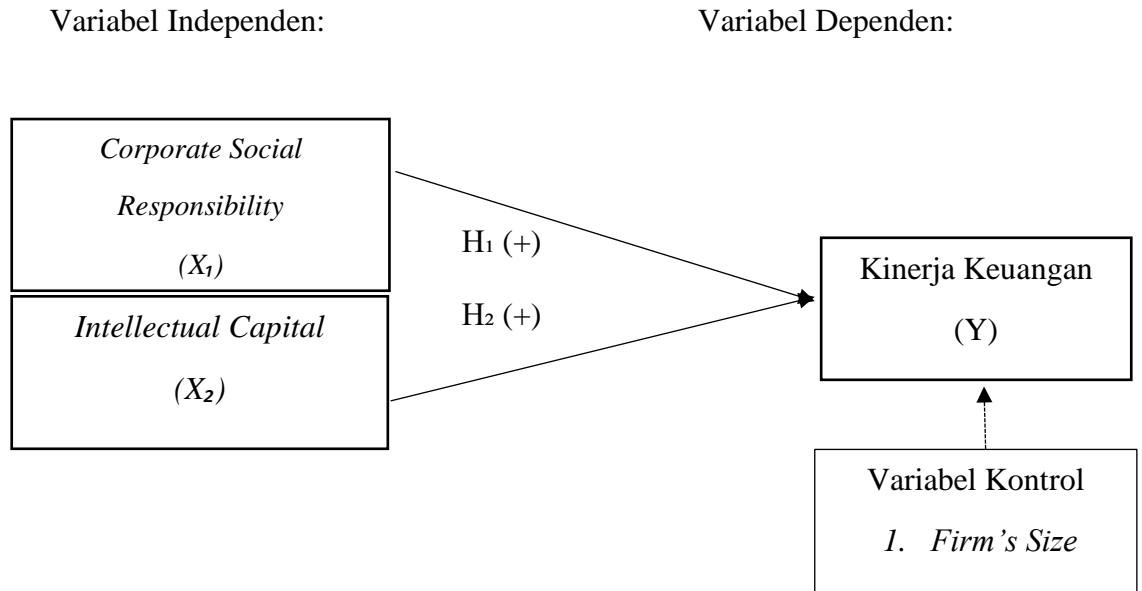 Variabel Independen:
Variabel Dependen:
Corporate Social
Responsibility
(X₁)
H₁ (+)
Intellectual Capital
(X₂)
H₂ (+)
Kinerja Keuangan
(Y)
Variabel Kontrol
1. Firm’s Size